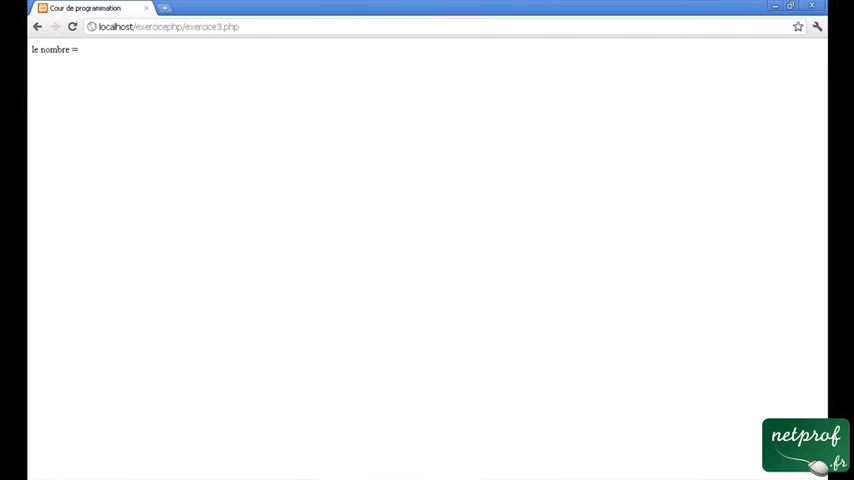 Cour de programmation
localhost/exercicephp/exercice3.php
le nombre =
netprof
.fr